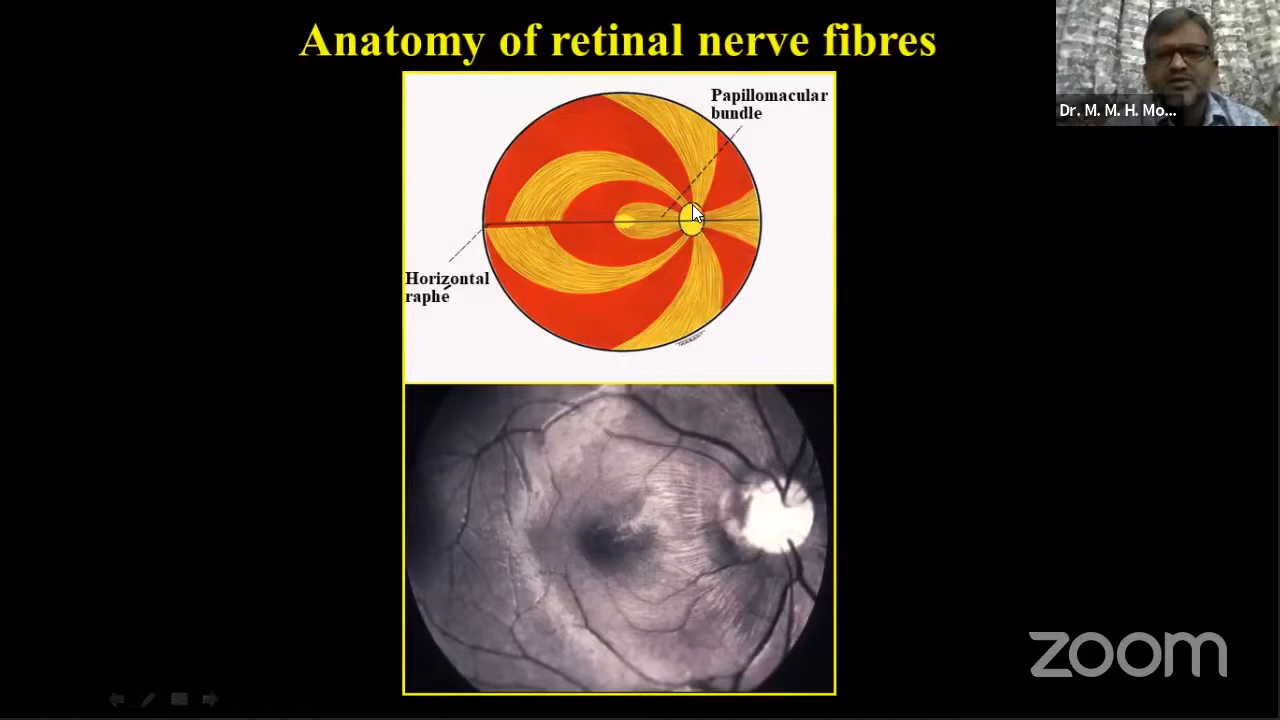 Anatomy of retinal nerve fibres
Dr. M. M. H. Mo...
Papillomacular
bundle
Horizontal
raphe
zoom